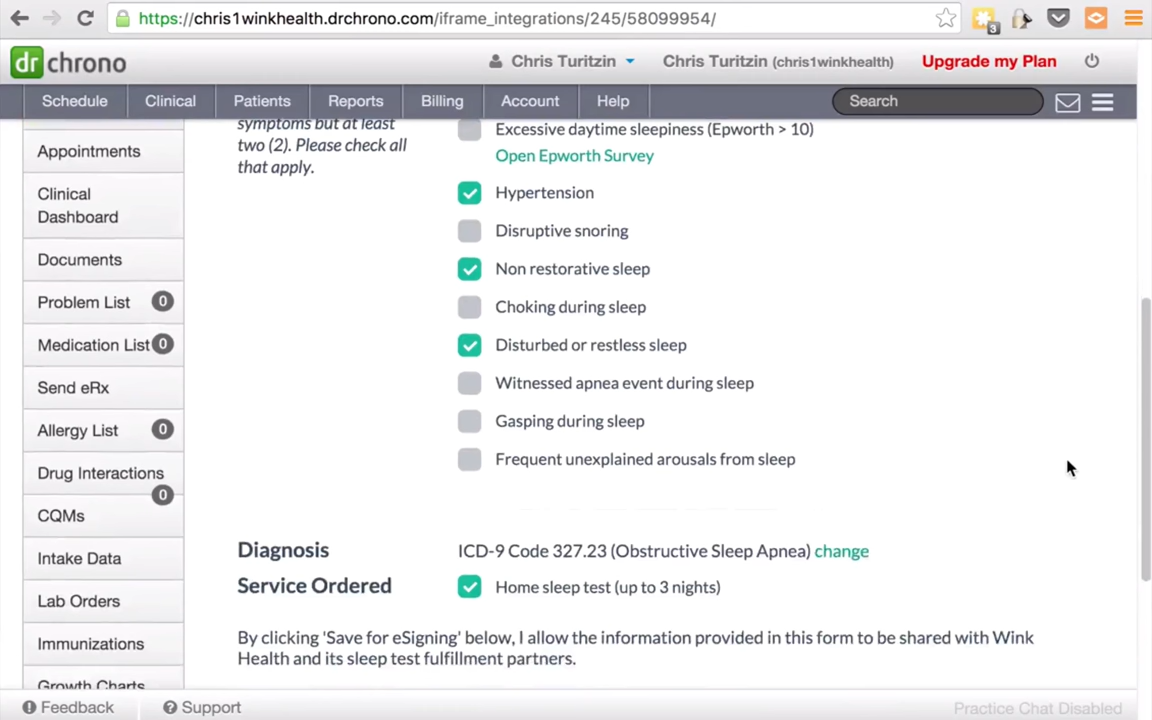 https://chris1winkhealth.drchrono.com/iframe_integrations/245/58099954/
3
dr chrono
Chris Turitzin
Chris Turitzin (chris1winkhealth)
Upgrade my Plan
Schedule
Clinical
Patients
Reports
Billing
Account
Help
Search
Appointments
Clinical
Dashboard
Documents
Problem List 0
Medication List 0
Send eRx
Allergy List 0
Drug Interactions
0
CQMs
Intake Data
Lab Orders
Immunizations
Growth Charts
symptoms but at least
two (2). Please check all
that apply.
Excessive daytime sleepiness (Epworth > 10)
Open Epworth Survey
Hypertension
Disruptive snoring
Non restorative sleep
Choking during sleep
Disturbed or restless sleep
Witnessed apnea event during sleep
Gasping during sleep
Frequent unexplained arousals from sleep
Diagnosis
ICD-9 Code 327.23 (Obstructive Sleep Apnea) change
Service Ordered
Home sleep test (up to 3 nights)
By clicking 'Save for eSigning' below, I allow the information provided in this form to be shared with Wink
Health and its sleep test fulfillment partners.
Feedback
Support
Practice Chat Disabled